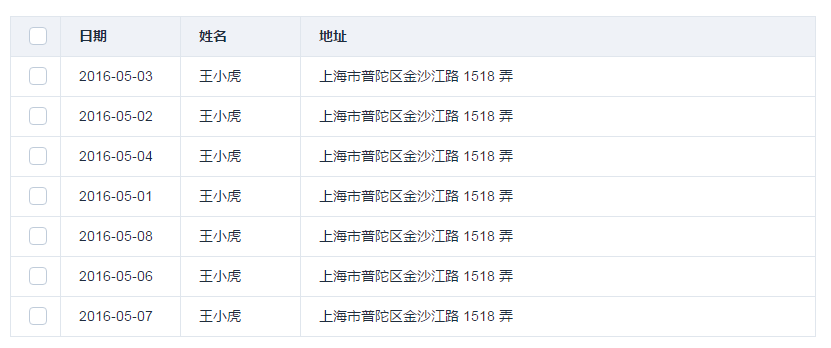 日期 姓名 地址
2016-05-03 王小虎 上海市普陀区金沙江路 1518 弄
2016-05-02 王小虎 上海市普陀区金沙江路 1518 弄
2016-05-04 王小虎 上海市普陀区金沙江路 1518 弄
2016-05-01 王小虎 上海市普陀区金沙江路 1518 弄
2016-05-08 王小虎 上海市普陀区金沙江路 1518 弄
2016-05-06 王小虎 上海市普陀区金沙江路 1518 弄
2016-05-07 王小虎 上海市普陀区金沙江路 1518 弄